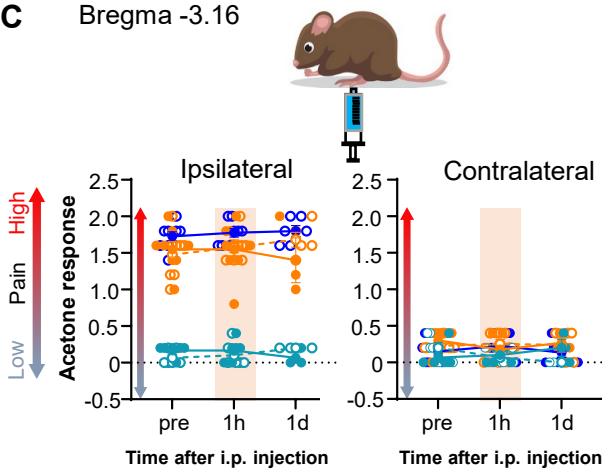 C
Bregma -3.16
Ipsilateral
Contralateral
High
Pain
Low
Acetone response
2.5
2.0
1.5
1.0
0.5
0
-0.5
pre
1h
1d
Time after i.p. injection
2.5
2.0
1.5
1.0
0.5
0
-0.5
pre
1h
1d
Time after i.p. injection